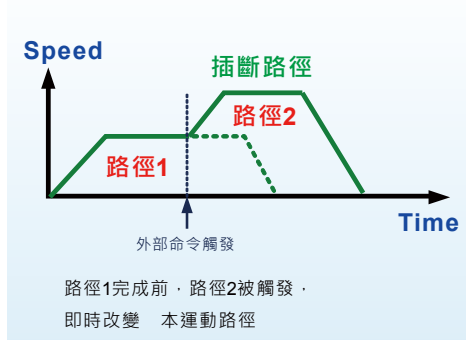 Speed
插斷路徑
路徑2
路徑1
Time
外部命令觸發
路徑1完成前，路徑2被觸發，
即時改變 本運動路徑